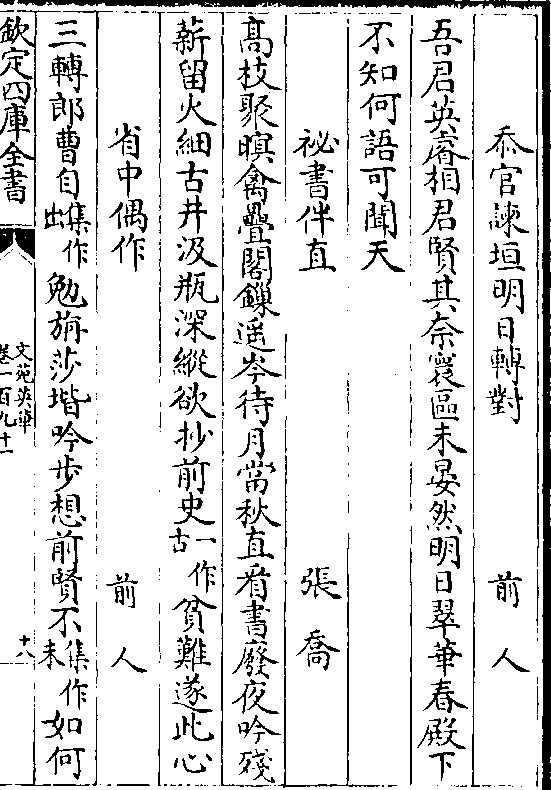 忝官諫垣明日轉對 前人
吾君英睿相君賢其奈寰區未晏然明日翠華春殿下
不知何語可聞天
祕書伴直 張喬
髙枝聚暝禽疊閣鏁遥岑待月當秋直看書廢夜吟殘
薪留火細古井汲瓶深縱欲抄前史一作古貧難遂此心
省中偶作 前人
三轉郎曹自集作出勉旃莎堦吟步想前賢不集作未如何
欽定四庫全書
文苑英華
卷一百九十一
十八